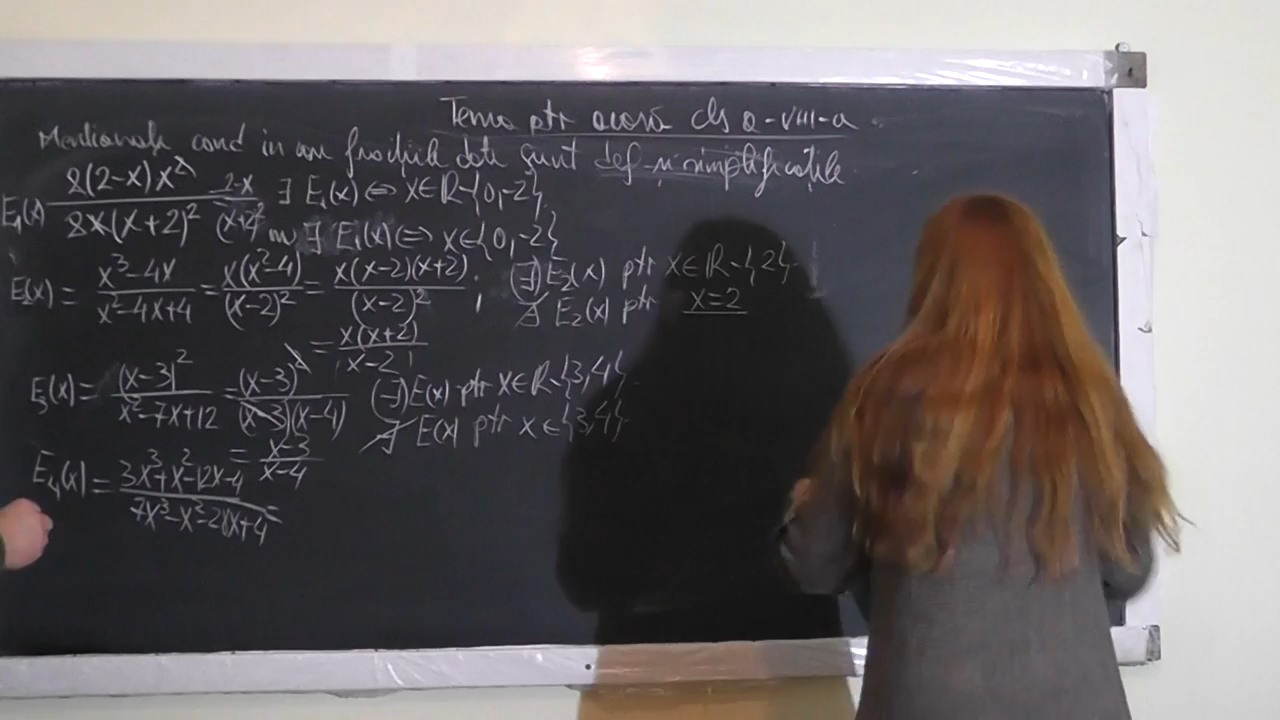 Tema ptr acasă cls a-VIII-a
Menționați cond in care fracțiile date sunt def și simplificațile
E₁(x) 2(2-x)x² / 8x(x+2)² = 2-x / (x+2)² ∃ E₁(x) ⇔ x∈R-{0,-2}
nu ∃ E₁(x) ⇔ x∈{0,-2}
E₂(x) = x³-4x / x²-4x+4 = x(x²-4) / (x-2)² = x(x-2)(x+2) / (x-2)² ; (∃) E₂(x) ptr x∈R-{2}
∄ E₂(x) ptr x=2
= x(x+2) / x-2
E₃(x) = (x-3)² / x²-7x+12 = (x-3)² / (x-3)(x-4) (∃) E(x) ptr x∈R-{3,4}
∄ E(x) ptr x∈{3,4}
= x-3 / x-4
E₄(x) = 3x³+x²-12x-4 / 7x³-x²-28x+4 =